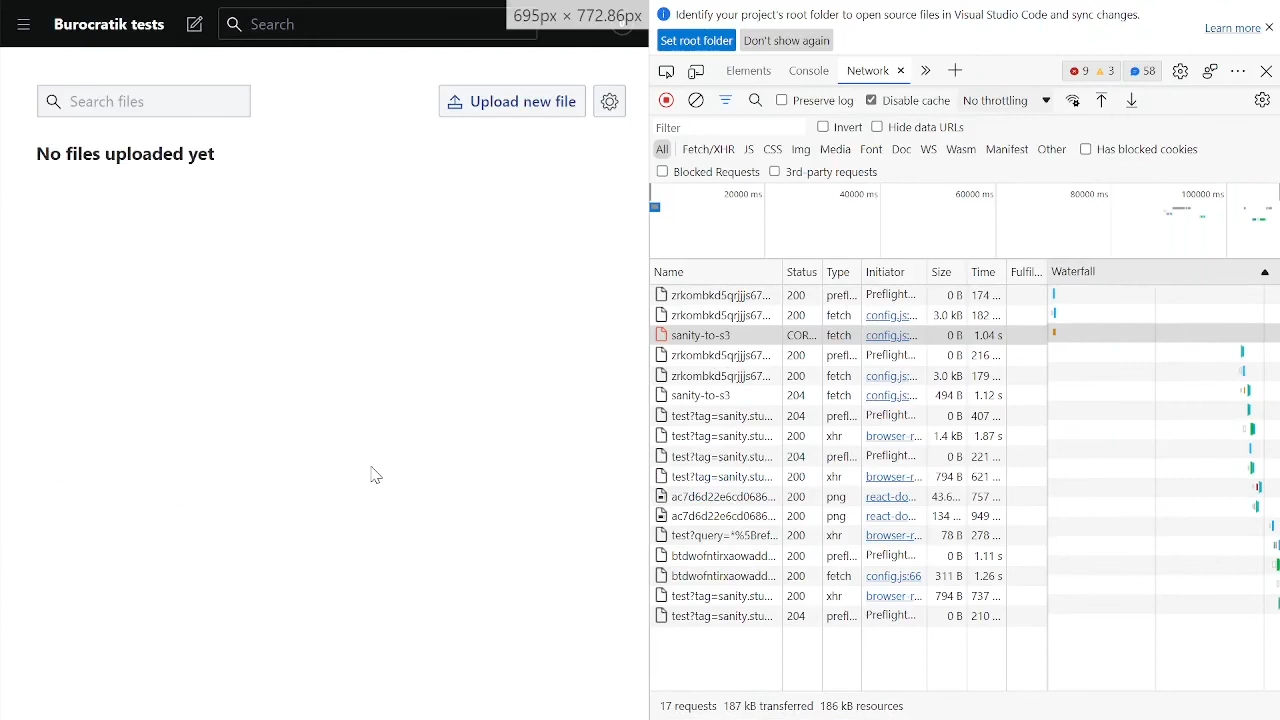 Burocratik tests
Search
695px × 772.86px
Search files
Upload new file
No files uploaded yet
Identify your project's root folder to open source files in Visual Studio Code and sync changes.
Learn more
Set root folder
Don't show again
Elements
Console
Network
9
3
58
Preserve log
Disable cache
No throttling
Filter
Invert
Hide data URLs
All
Fetch/XHR
JS
CSS
Img
Media
Font
Doc
WS
Wasm
Manifest
Other
Has blocked cookies
Blocked Requests
3rd-party requests
20000 ms
40000 ms
60000 ms
80000 ms
100000 ms
Name Status Type Initiator Size Time Fulfil... Waterfall
zrkombkd5qrjjjs67... 200 prefl... Preflight... 0 B 174 ...
zrkombkd5qrjjjs67... 200 fetch config.js:... 3.0 kB 182 ...
sanity-to-s3 COR... fetch config.js:... 0 B 1.04 s
zrkombkd5qrjjjs67... 200 prefl... Preflight... 0 B 216 ...
zrkombkd5qrjjjs67... 200 fetch config.js:... 3.0 kB 179 ...
sanity-to-s3 204 fetch config.js:... 494 B 1.12 s
test?tag=sanity.stu... 204 prefl... Preflight... 0 B 407 ...
test?tag=sanity.stu... 200 xhr browser-r... 1.4 kB 1.87 s
test?tag=sanity.stu... 204 prefl... Preflight... 0 B 221 ...
test?tag=sanity.stu... 200 xhr browser-r... 794 B 621 ...
ac7d6d22e6cd0686... 200 png react-do... 43.6... 757 ...
ac7d6d22e6cd0686... 200 png react-do... 134 ... 949 ...
test?query=*%5Bref... 200 xhr browser-r... 78 B 278 ...
btdwofntirxaowadd... 200 prefl... Preflight... 0 B 1.11 s
btdwofntirxaowadd... 200 fetch config.js:66 311 B 1.26 s
test?tag=sanity.stu... 200 xhr browser-r... 794 B 737 ...
test?tag=sanity.stu... 204 prefl... Preflight... 0 B 210 ...
17 requests 187 kB transferred 186 kB resources